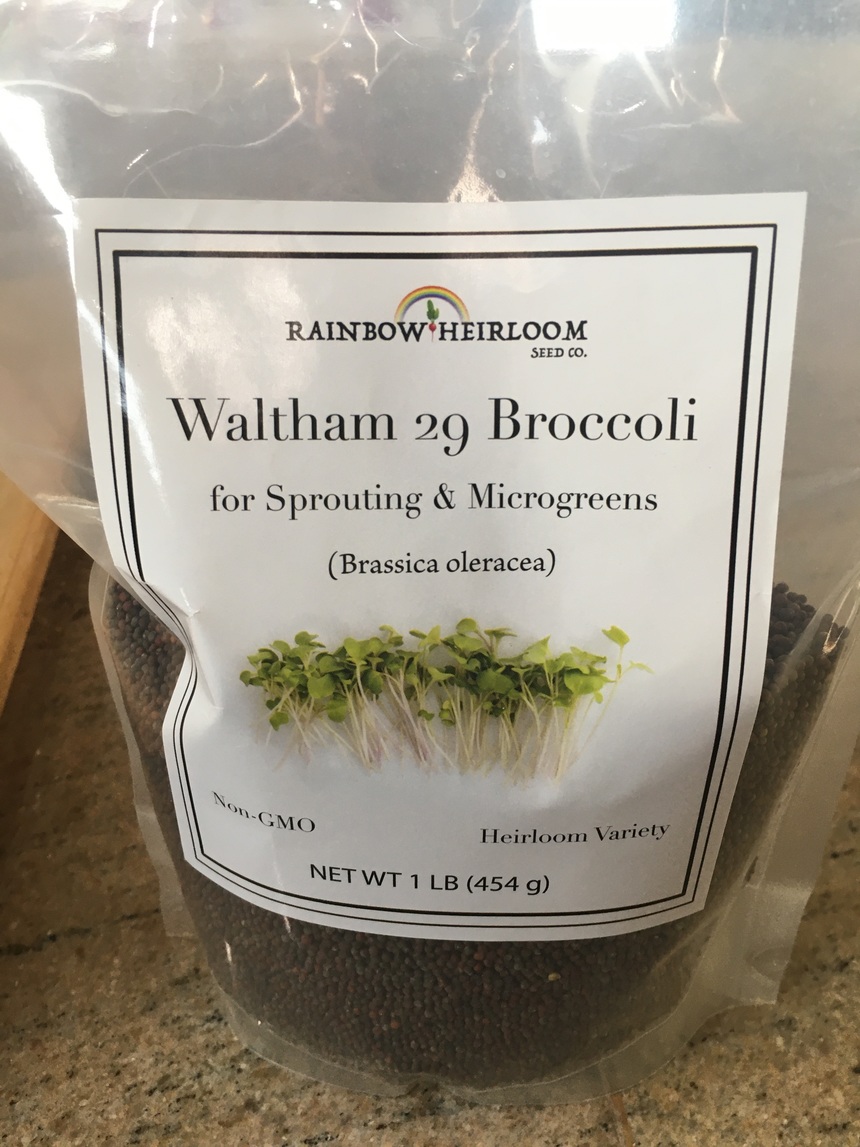 RAINBOW HEIRLOOM
SEED CO.
Waltham 29 Broccoli
for Sprouting & Microgreens
(Brassica oleracea)
Non-GMO
Heirloom Variety
NET WT 1 LB (454 g)